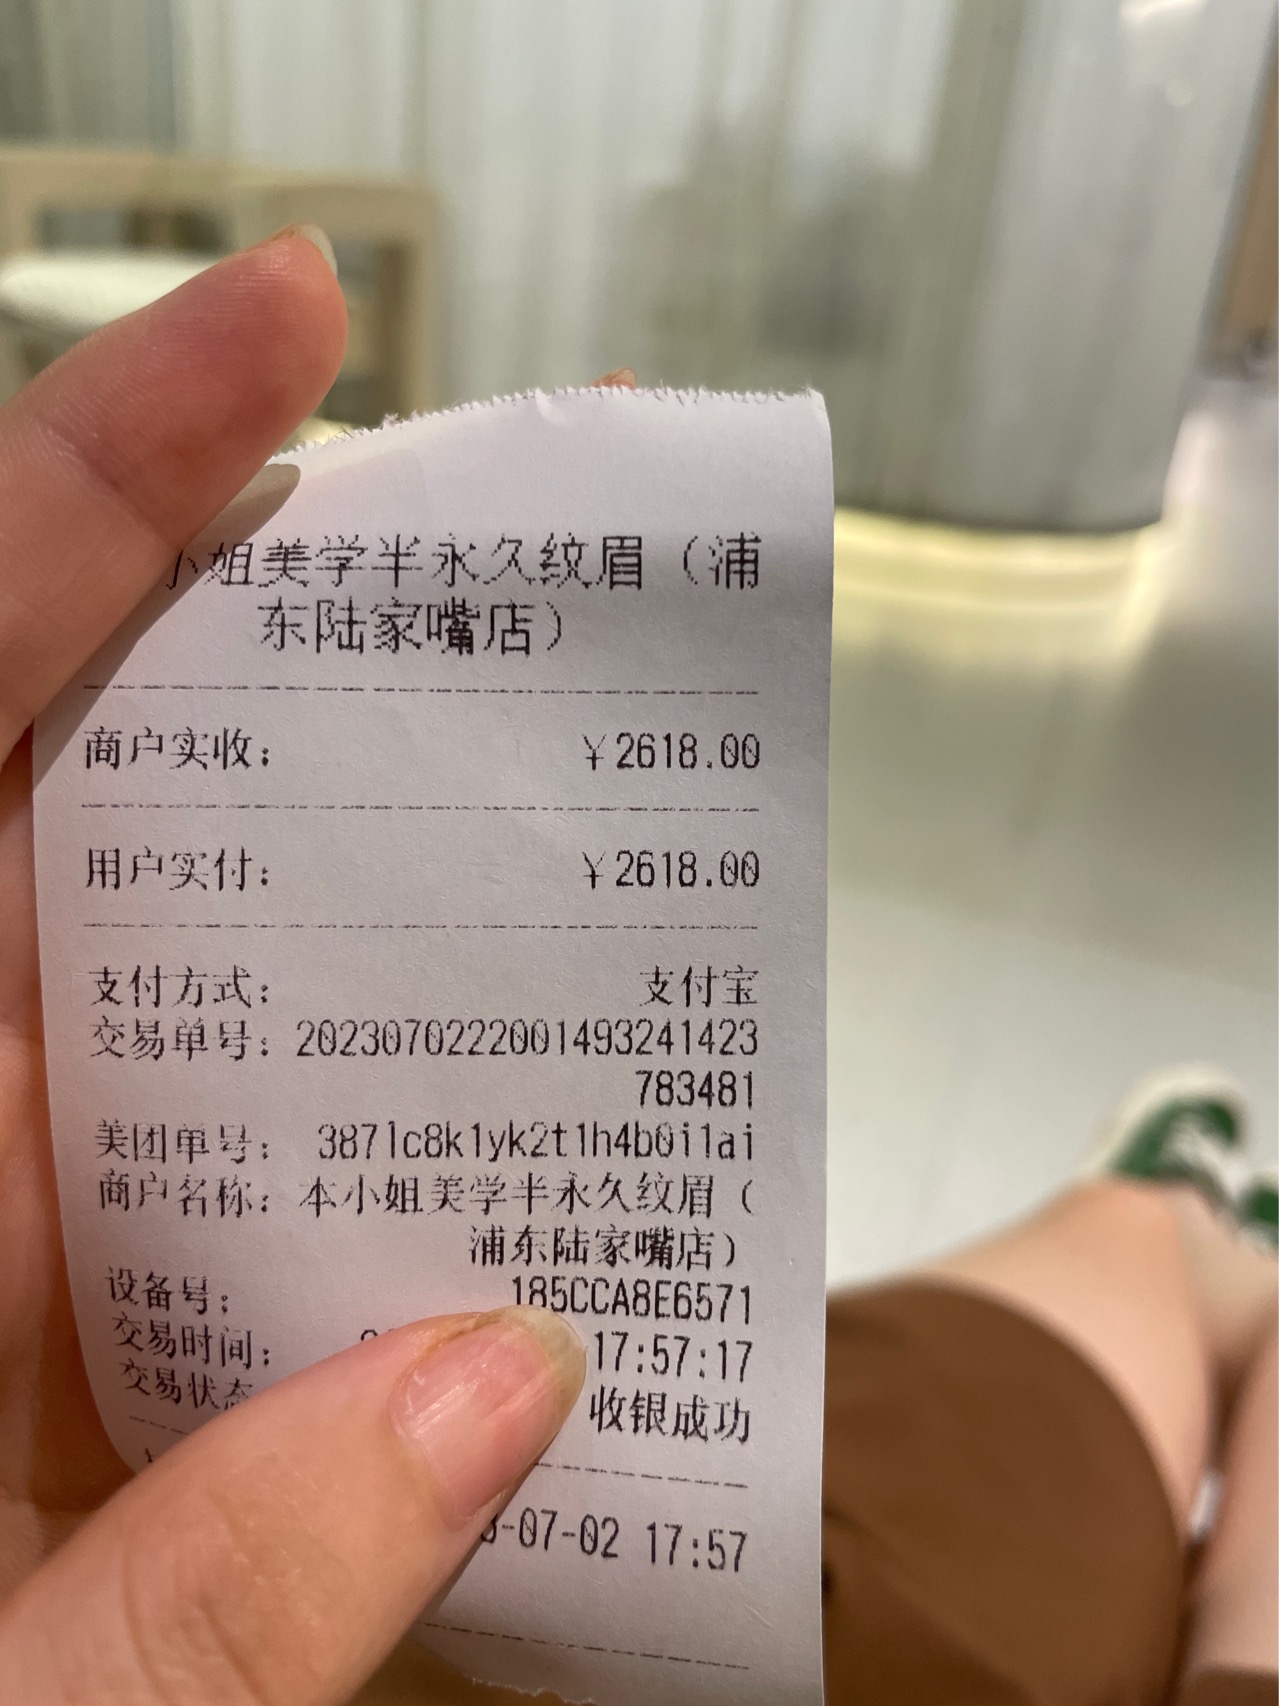 小姐美学半永久纹眉（浦
东陆家嘴店）
商户实收： ￥2618.00
用户实付： ￥2618.00
支付方式： 支付宝
交易单号：2023070222001493241423
783481
美团单号： 387lc8k1yk2t1h4b0i1ai
商户名称：本小姐美学半永久纹眉（
浦东陆家嘴店）
设备号： 185CCA8E6571
交易时间： 17:57:17
交易状态 收银成功
-07-02 17:57